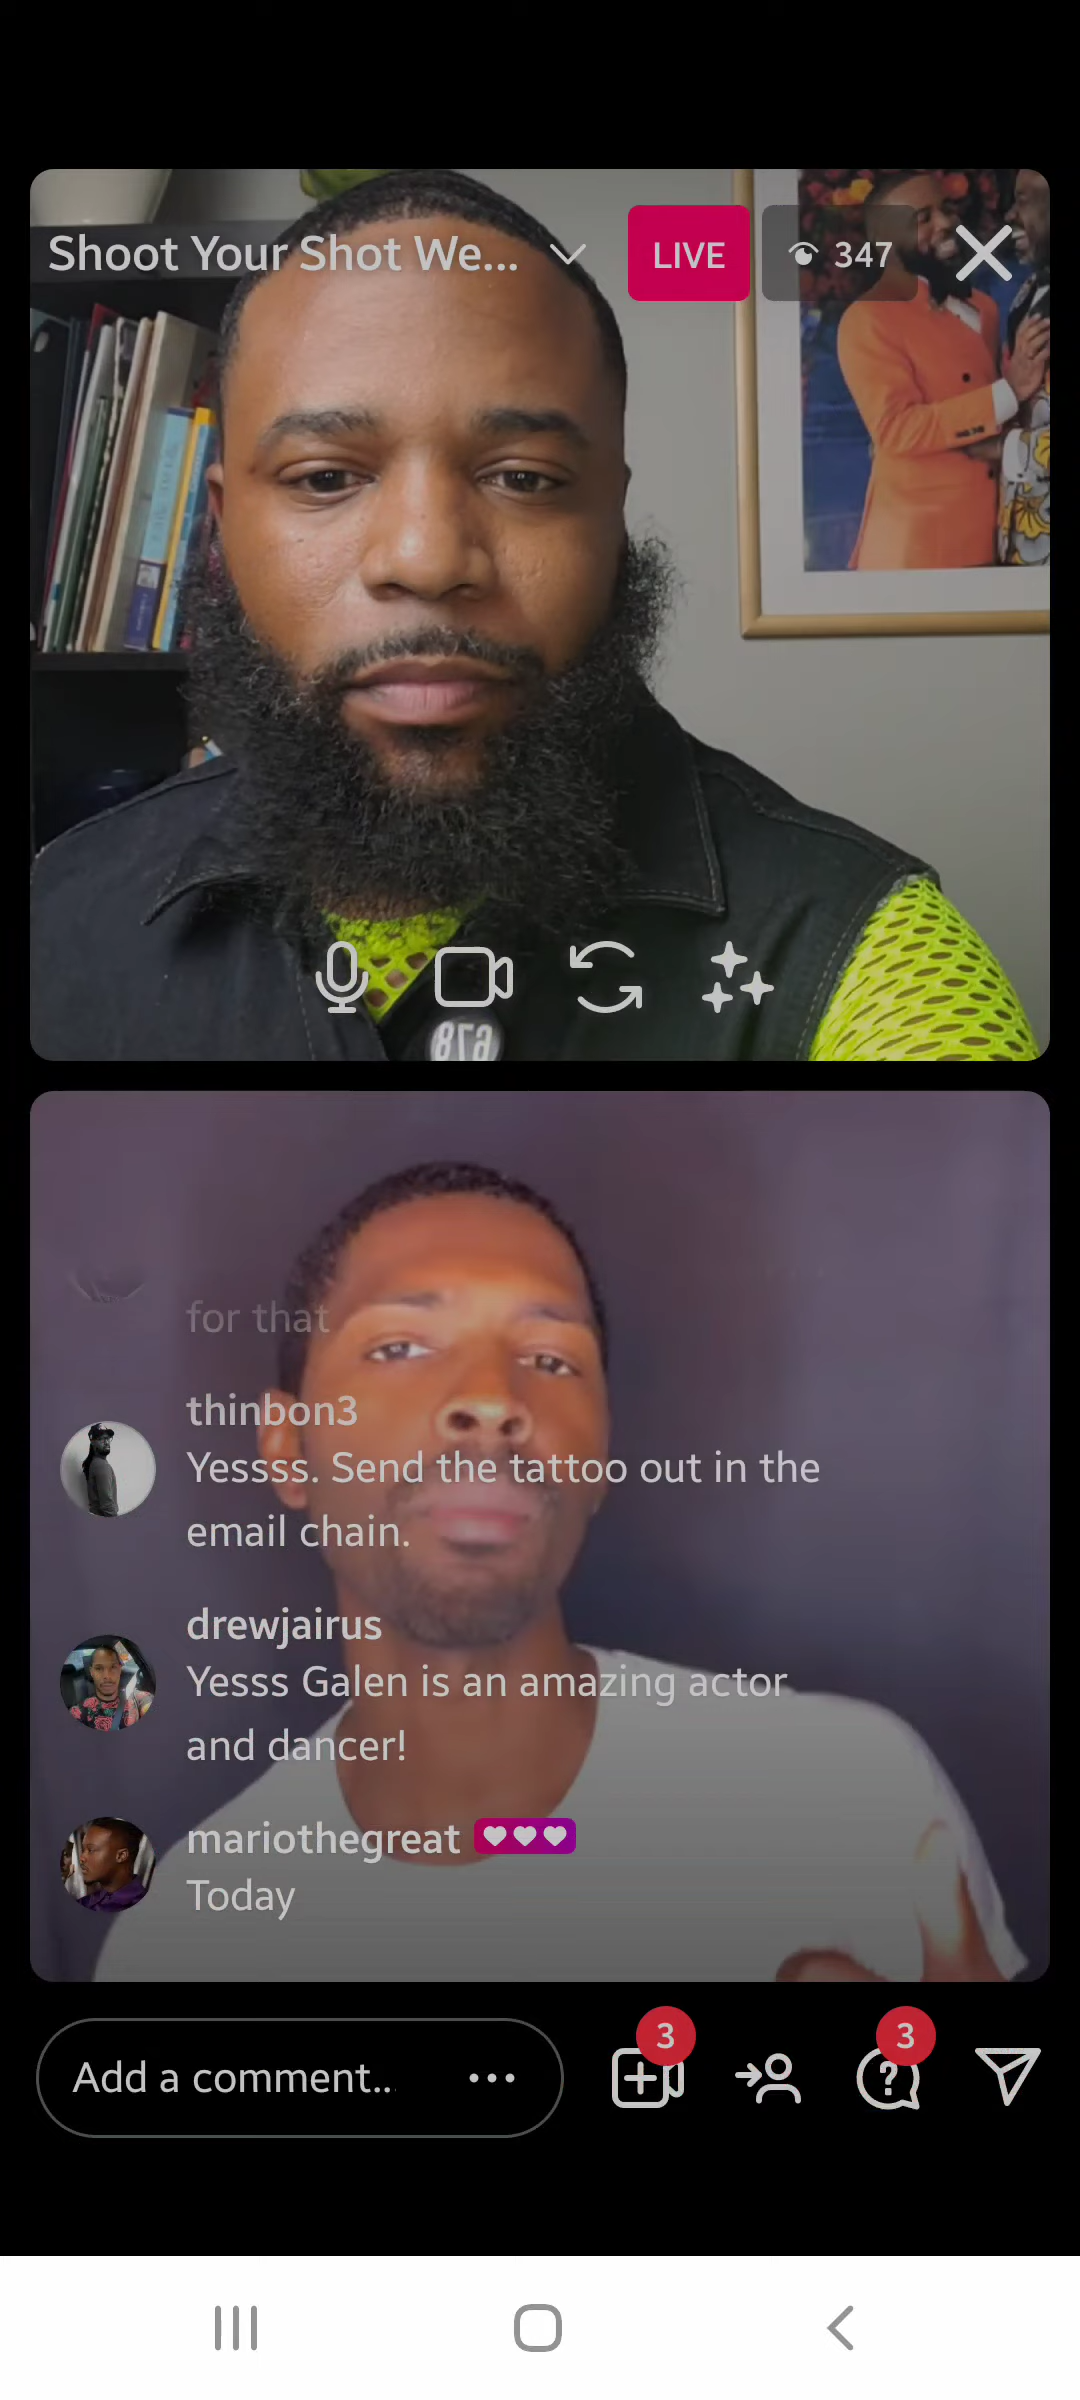 Shoot Your Shot We...
LIVE
347
678
for that
thinbon3
Yessss. Send the tattoo out in the
email chain.
drewjairus
Yesss Galen is an amazing actor
and dancer!
mariothegreat
Today
3
3
Add a comment...